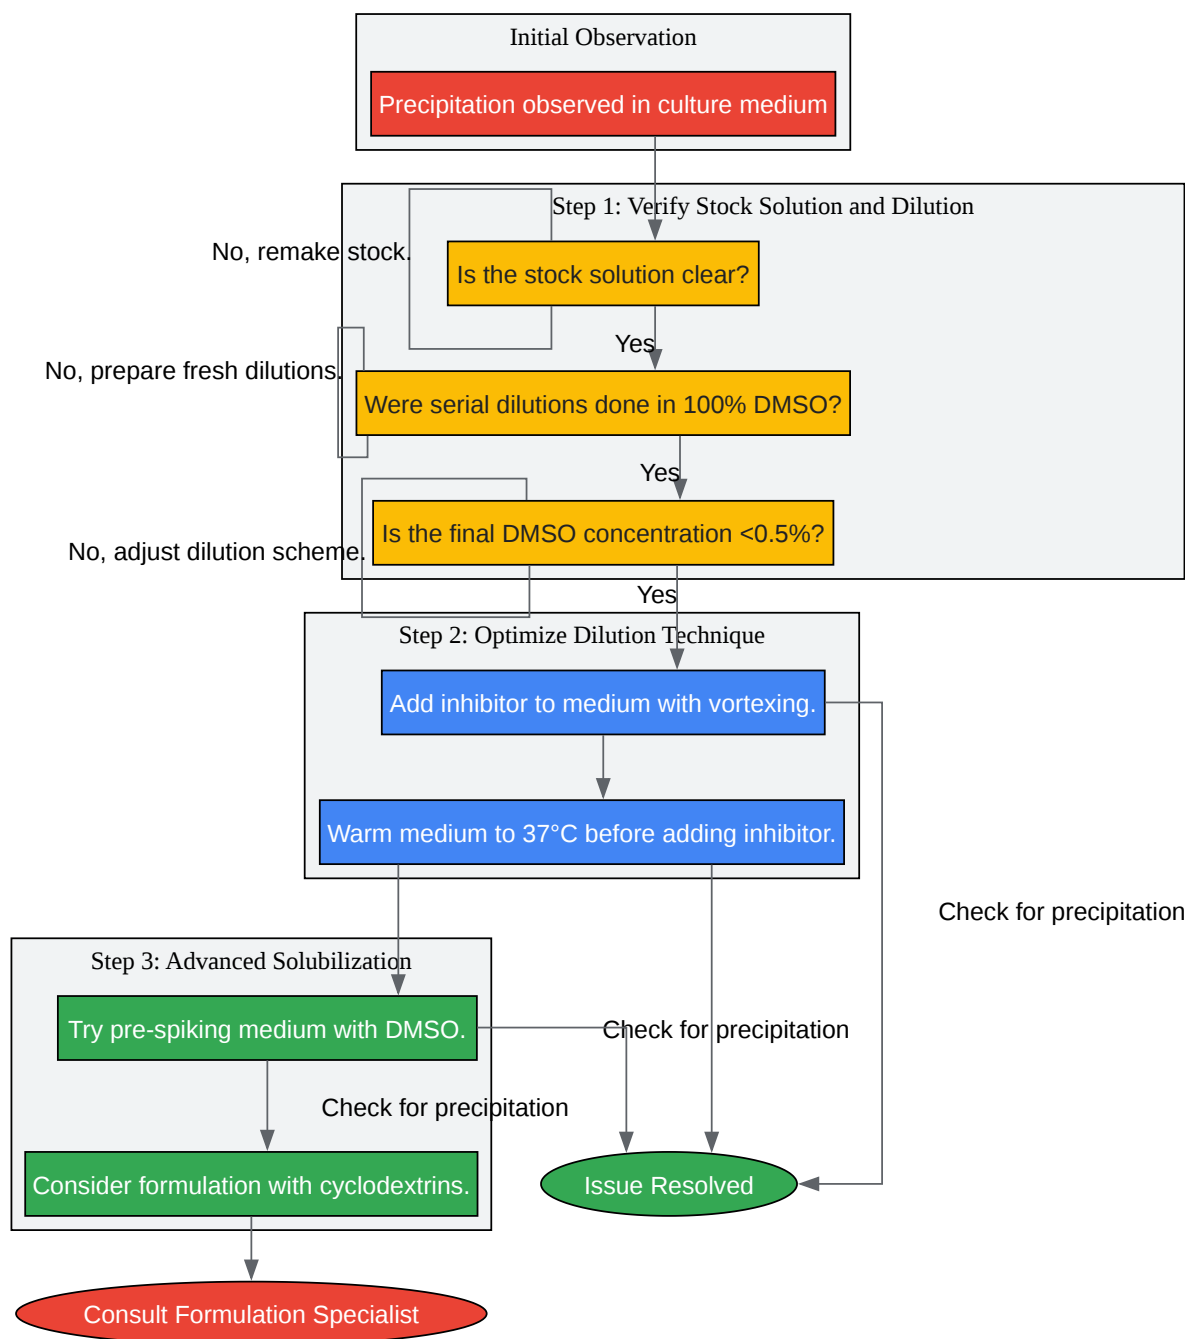 Initial Observation
Precipitation observed in culture medium
Step 1: Verify Stock Solution and Dilution
No, remake stock.
Is the stock solution clear?
Yes
No, prepare fresh dilutions.
Were serial dilutions done in 100% DMSO?
Yes
Is the final DMSO concentration <0.5%?
No, adjust dilution scheme.
Yes
Step 2: Optimize Dilution Technique
Add inhibitor to medium with vortexing.
Warm medium to 37°C before adding inhibitor.
Check for precipitation
Step 3: Advanced Solubilization
Try pre-spiking medium with DMSO.
Check for precipitation
Check for precipitation
Consider formulation with cyclodextrins.
Issue Resolved
Consult Formulation Specialist